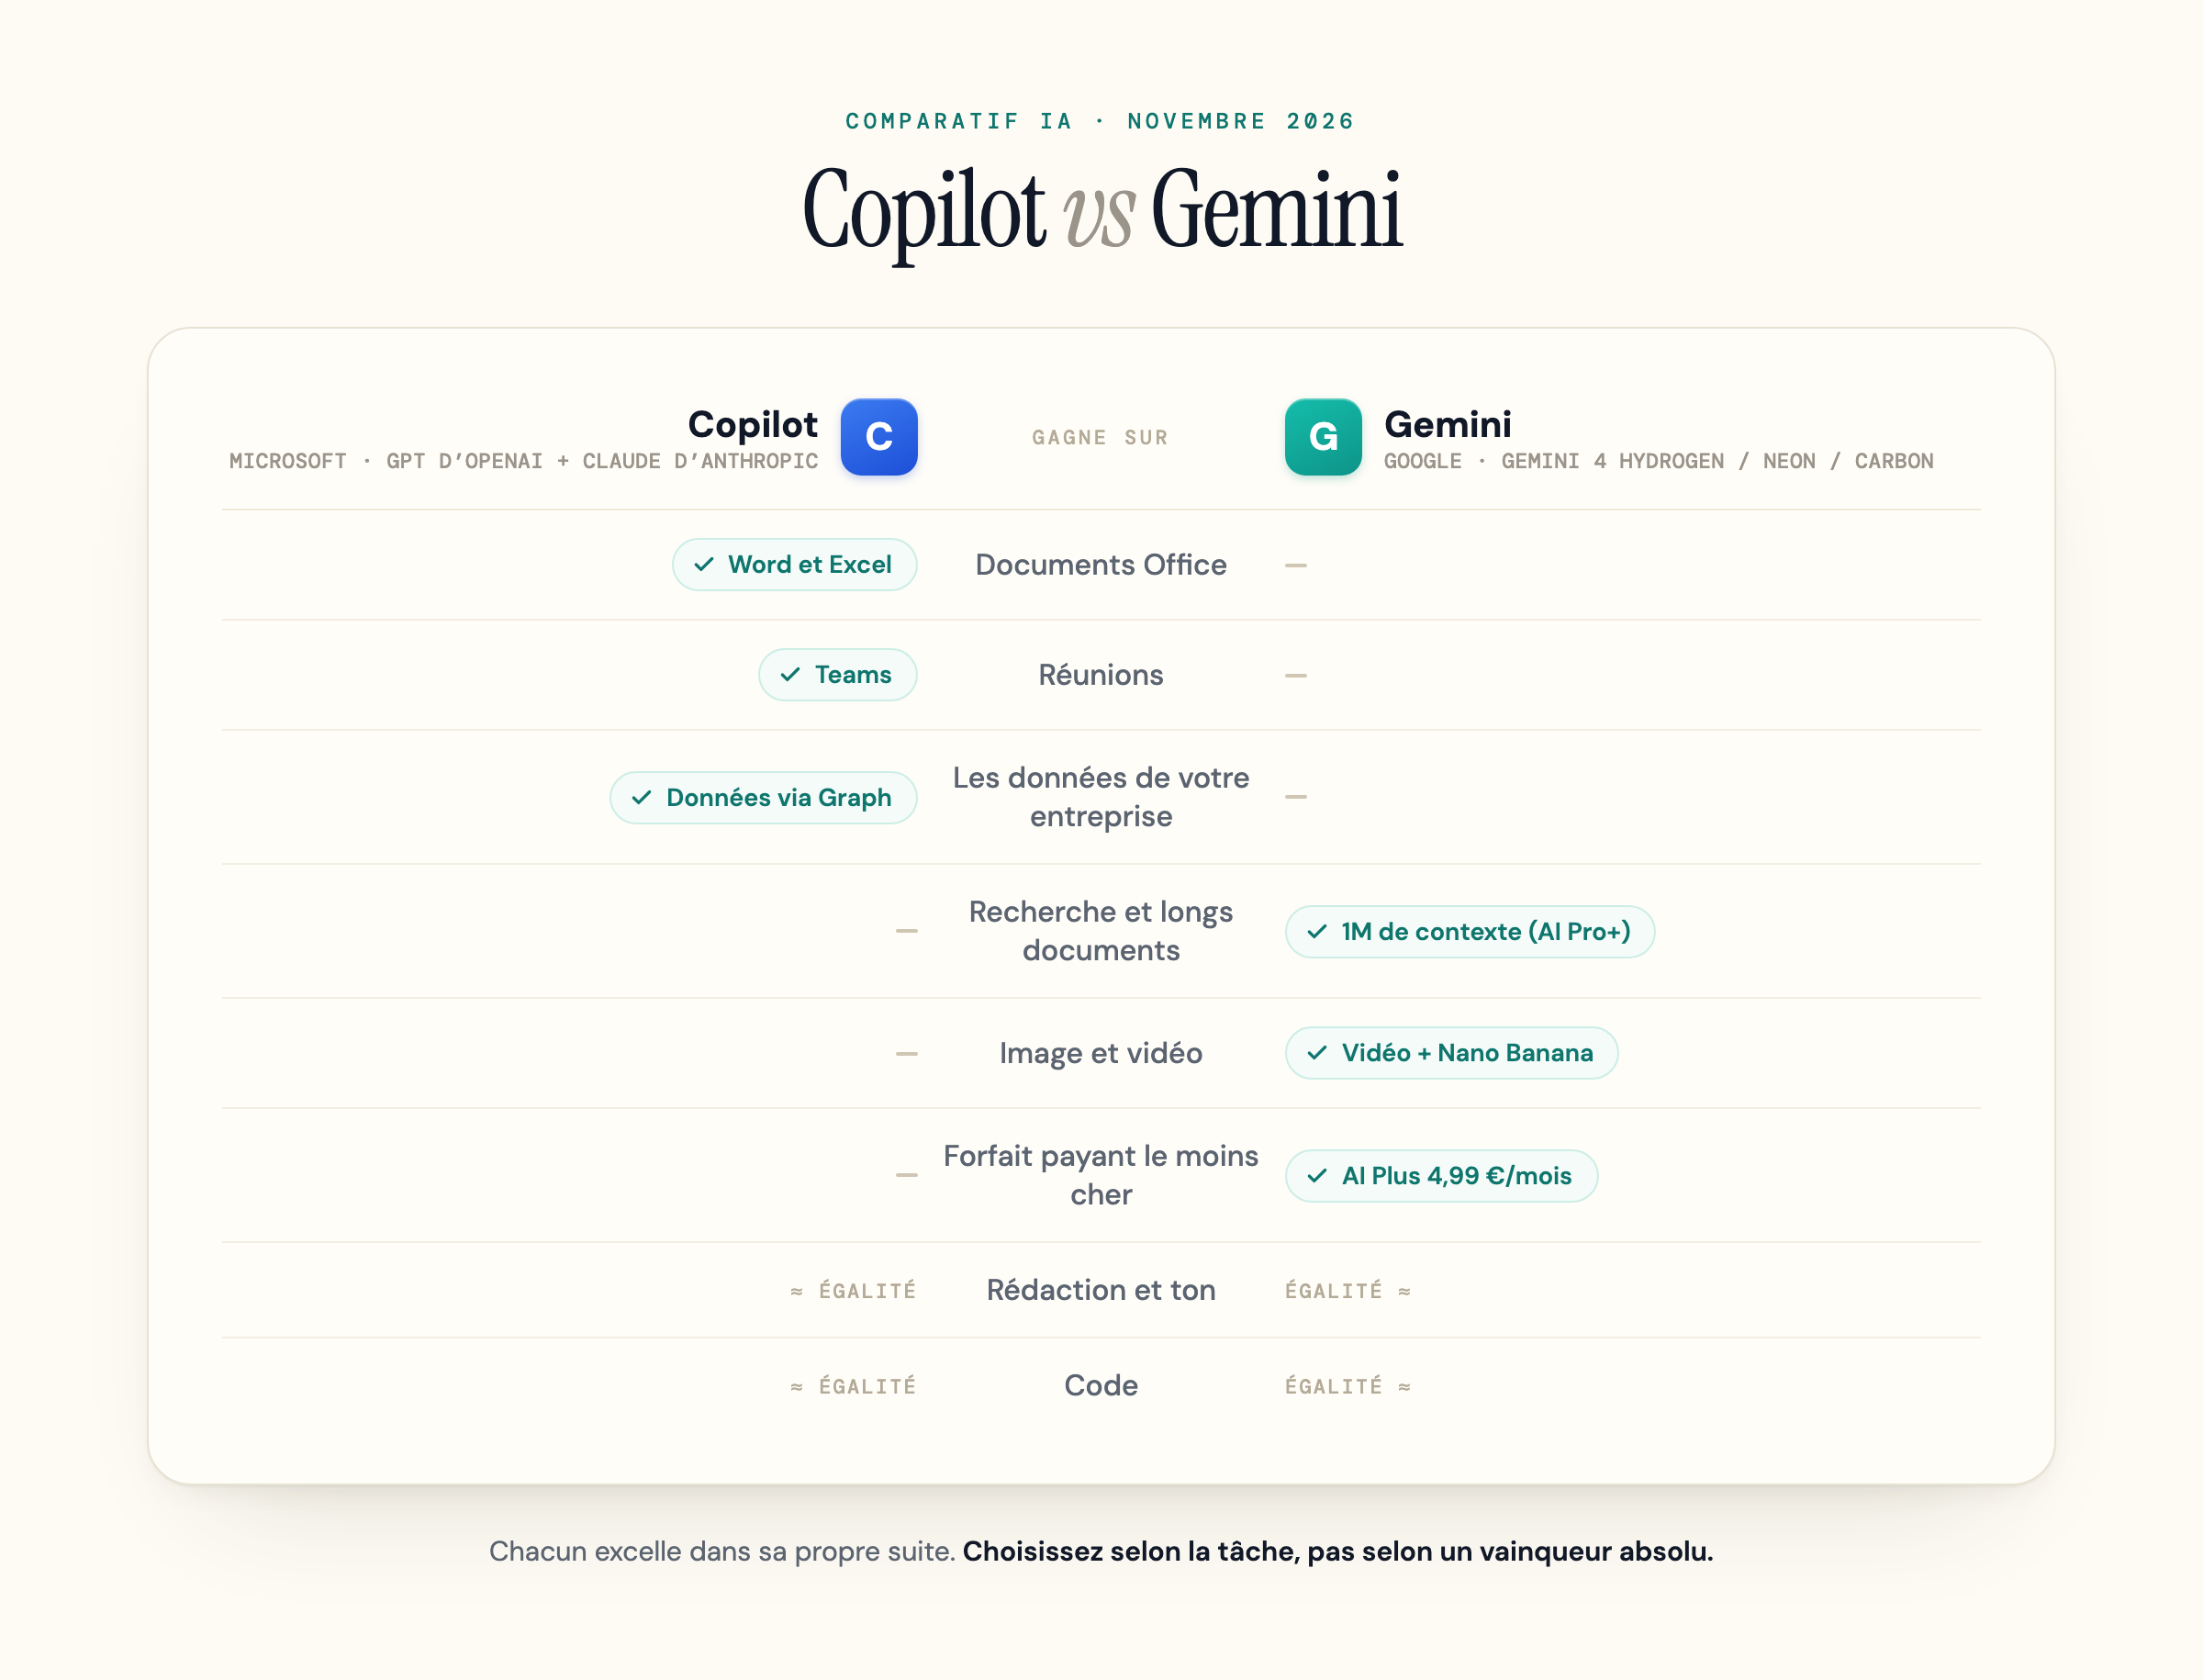 COMPARATIF IA · NOVEMBRE 2026
Copilot vs Gemini
Copilot
MICROSOFT · GPT D’OPENAI + CLAUDE D’ANTHROPIC
C
GAGNE SUR
G
Gemini
GOOGLE · GEMINI 4 HYDROGEN / NEON / CARBON
✓ Word et Excel
Documents Office
—
✓ Teams
Réunions
—
✓ Données via Graph
Les données de votre
entreprise
—
—
Recherche et longs
documents
✓ 1M de contexte (AI Pro+)
—
Image et vidéo
✓ Vidéo + Nano Banana
—
Forfait payant le moins
cher
✓ AI Plus 4,99 €/mois
≈ ÉGALITÉ
Rédaction et ton
ÉGALITÉ ≈
≈ ÉGALITÉ
Code
ÉGALITÉ ≈
Chacun excelle dans sa propre suite. Choisissez selon la tâche, pas selon un vainqueur absolu.